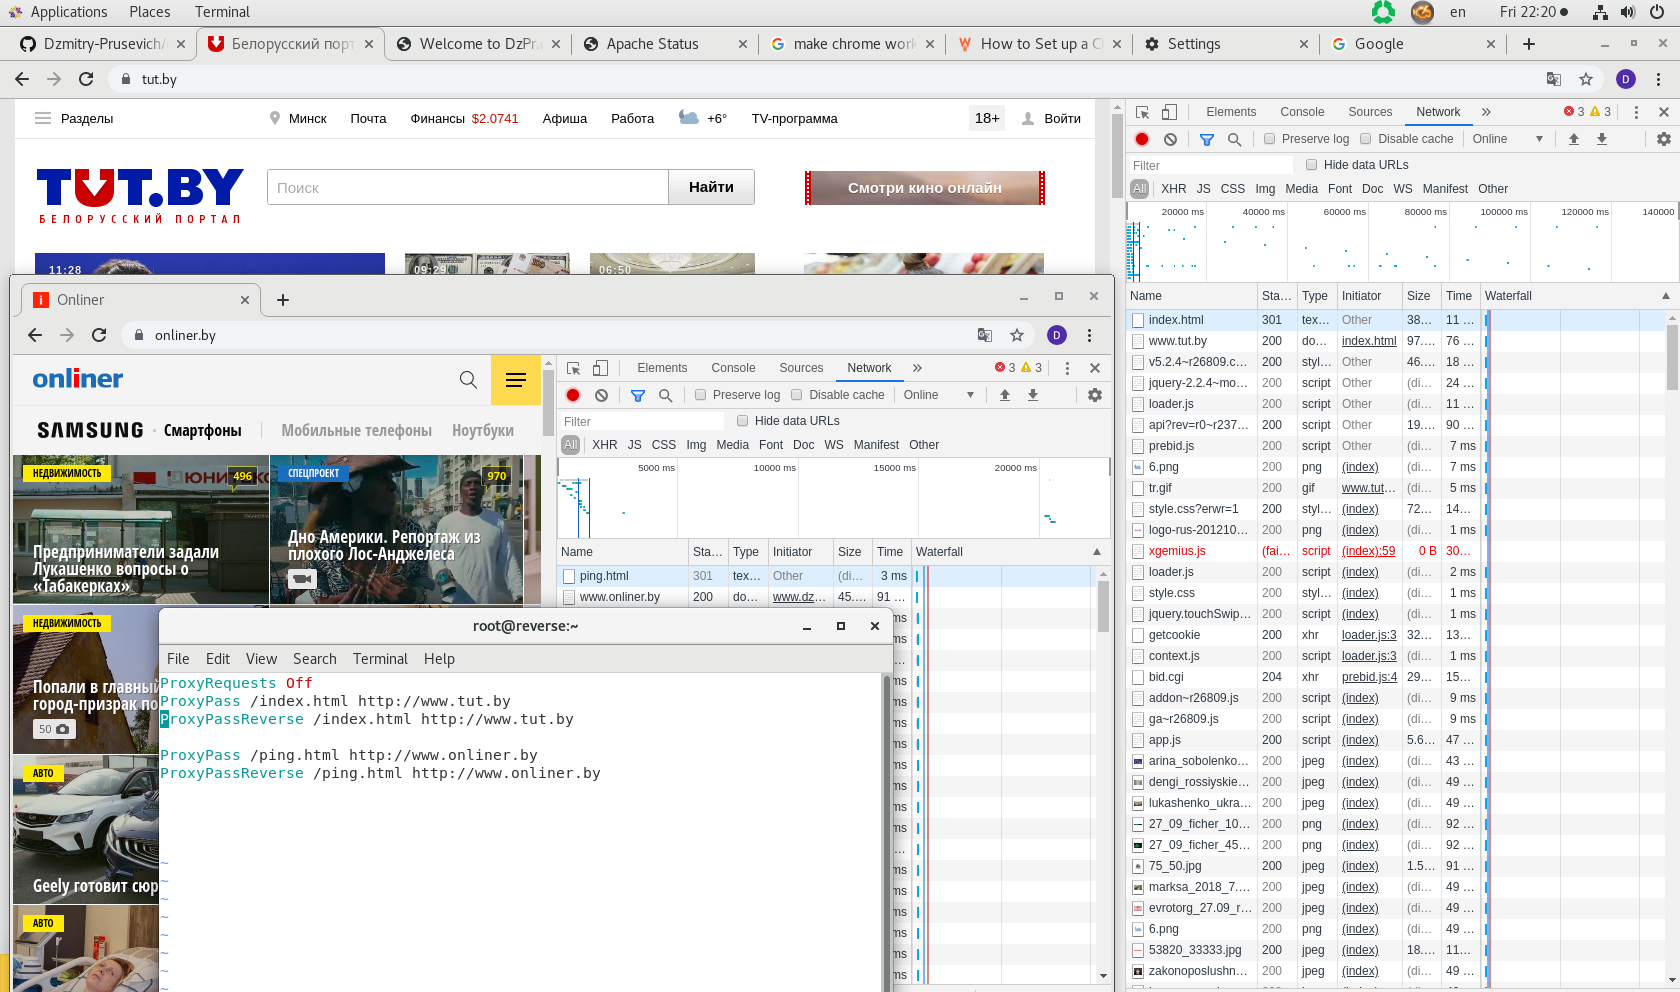 Applications Places Terminal en Fri 22:20
Dzmitry-Prusevich/ Белорусский порт Welcome to DzPr. Apache Status make chrome work How to Set up a C Settings Google
tut.by D
Разделы Минск Почта Финансы $2.0741 Афиша Работа +6° TV-программа 18+ Войти
TUT.BY
БЕЛОРУССКИЙ ПОРТАЛ
Поиск Найти
Смотри кино онлайн
11:28 09:29 06:50
Elements Console Sources Network 3 3
Preserve log Disable cache Online
Filter Hide data URLs
All XHR JS CSS Img Media Font Doc WS Manifest Other
20000 ms 40000 ms 60000 ms 80000 ms 100000 ms 120000 ms 140000
Name Sta... Type Initiator Size Time Waterfall
index.html 301 tex... Other 38... 11 ...
www.tut.by 200 do... index.html 97.... 76 ...
v5.2.4~r26809.c... 200 styl... Other 46.... 18 ...
jquery-2.2.4~mo... 200 script Other (di... 24 ...
loader.js 200 script Other (di... 11 ...
api?rev=r0~r237... 200 script Other 19.... 90 ...
prebid.js 200 script Other (di... 7 ms
6.png 200 png (index) (di... 7 ms
tr.gif 200 gif www.tut... (di... 5 ms
style.css?erwr=1 200 styl... (index) 72... 14...
logo-rus-201210... 200 png (index) (di... 1 ms
xgemius.js (fai... script (index):59 0 B 30...
loader.js 200 script (index) (di... 2 ms
style.css 200 styl... (index) (di... 1 ms
jquery.touchSwip... 200 script (index) (di... 1 ms
getcookie 200 xhr loader.js:3 32... 13...
context.js 200 script loader.js:3 (di... 1 ms
bid.cgi 204 xhr prebid.js:4 29... 15...
addon~r26809.js 200 script (index) (di... 9 ms
ga~r26809.js 200 script (index) (di... 9 ms
app.js 200 script (index) 5.6... 47 ...
arina_sobolenko... 200 jpeg (index) (di... 43 ...
dengi_rossiyskie... 200 jpeg (index) (di... 49 ...
lukashenko_ukra... 200 jpeg (index) (di... 49 ...
27_09_ficher_10... 200 png (index) (di... 92 ...
27_09_ficher_45... 200 png (index) (di... 92 ...
75_50.jpg 200 jpeg (index) 1.5... 91 ...
marksa_2018_7.... 200 jpeg (index) (di... 49 ...
evrotorg_27.09_r... 200 jpeg (index) (di... 49 ...
6.png 200 png (index) (di... 49 ...
53820_33333.jpg 200 jpeg (index) 18.... 11...
zakonoposlushn... 200 jpeg (index) (di... 49 ...
Onliner
onliner.by D
onliner
SAMSUNG · Смартфоны Мобильные телефоны Ноутбуки
НЕДВИЖИМОСТЬ 496
Предприниматели задали
Лукашенко вопросы о
«Табакерках»
СПЕЦПРОЕКТ 970
Дно Америки. Репортаж из
плохого Лос-Анджелеса
НЕДВИЖИМОСТЬ
Попали в главный
город-призрак по
50
АВТО
Geely готовит сюр
АВТО
Elements Console Sources Network 3 3
Preserve log Disable cache Online
Filter Hide data URLs
All XHR JS CSS Img Media Font Doc WS Manifest Other
5000 ms 10000 ms 15000 ms 20000 ms
Name Sta... Type Initiator Size Time Waterfall
ping.html 301 tex... Other (di... 3 ms
www.onliner.by 200 do... www.dz... 45.... 91 ...
ms
ms
...
ms
ms
ms
ms
ms
ms
ms
ms
...
ms
ms
ms
ms
ms
ms
root@reverse:~
File Edit View Search Terminal Help
ProxyRequests Off
ProxyPass /index.html http://www.tut.by
ProxyPassReverse /index.html http://www.tut.by
ProxyPass /ping.html http://www.onliner.by
ProxyPassReverse /ping.html http://www.onliner.by
~
~
~
~
~
~
~
~